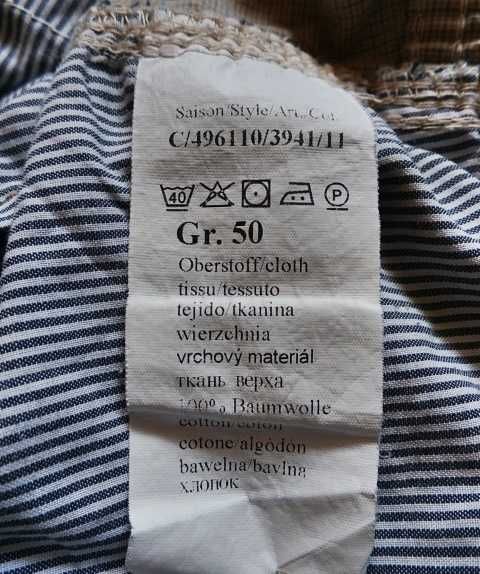 Saison/Style/Art./Col.
C/496110/3941/11
40 P
Gr. 50
Oberstoff/cloth
tissu/tessuto
tejido/tkanina
wierzchnia
vrchový materiál
ткань верха
100% Baumwolle
cotton/coton
cotone/algodón
bawelna/bavlna
хлопок